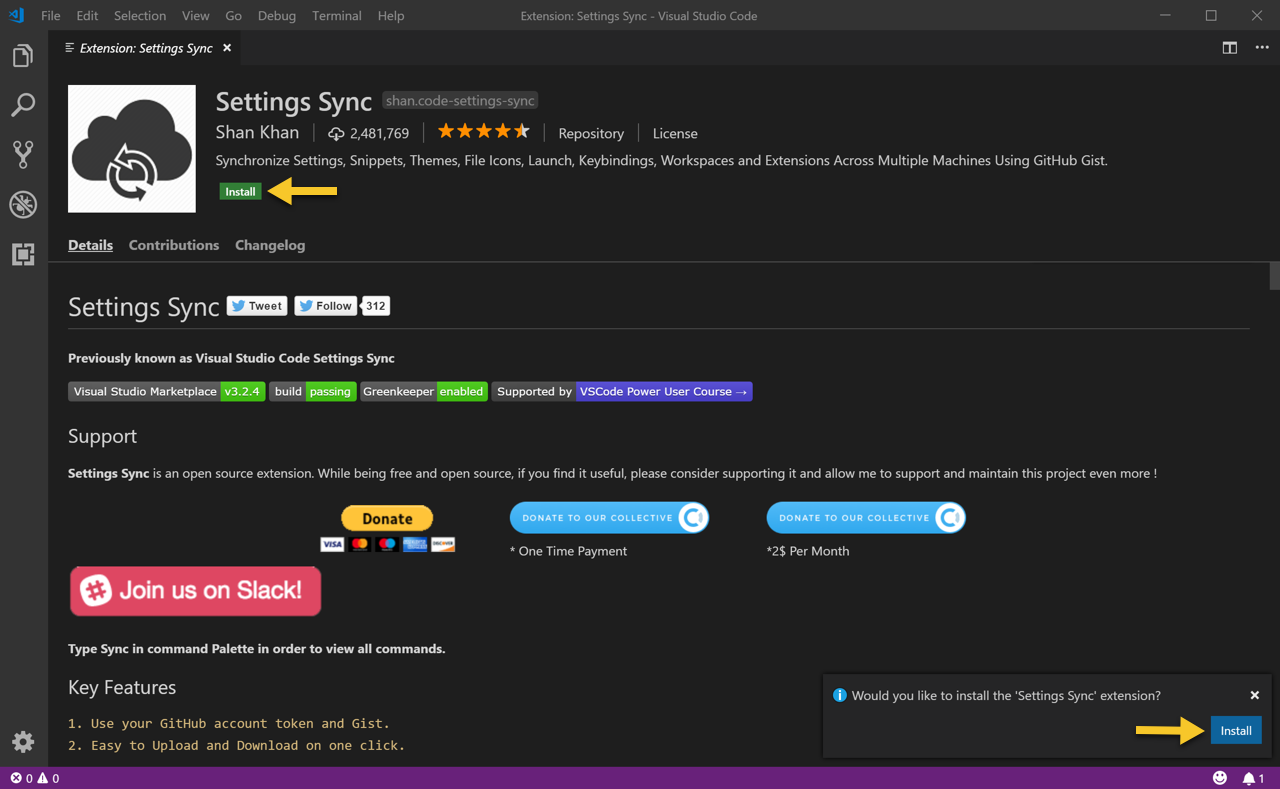 File Edit Selection View Go Debug Terminal Help Extension: Settings Sync - Visual Studio Code
Extension: Settings Sync
Settings Sync shan.code-settings-sync
Shan Khan 2,481,769 Repository License
Synchronize Settings, Snippets, Themes, File Icons, Launch, Keybindings, Workspaces and Extensions Across Multiple Machines Using GitHub Gist.
Install
Details Contributions Changelog
Settings Sync Tweet Follow 312
Previously known as Visual Studio Code Settings Sync
Visual Studio Marketplace v3.2.4 build passing Greenkeeper enabled Supported by VSCode Power User Course →
Support
Settings Sync is an open source extension. While being free and open source, if you find it useful, please consider supporting it and allow me to support and maintain this project even more !
Donate DONATE TO OUR COLLECTIVE DONATE TO OUR COLLECTIVE
VISA DISCOVER
* One Time Payment *2$ Per Month
Join us on Slack!
Type Sync in command Palette in order to view all commands.
Key Features
1. Use your GitHub account token and Gist.
2. Easy to Upload and Download on one click.
Would you like to install the 'Settings Sync' extension?
Install
0 0 1